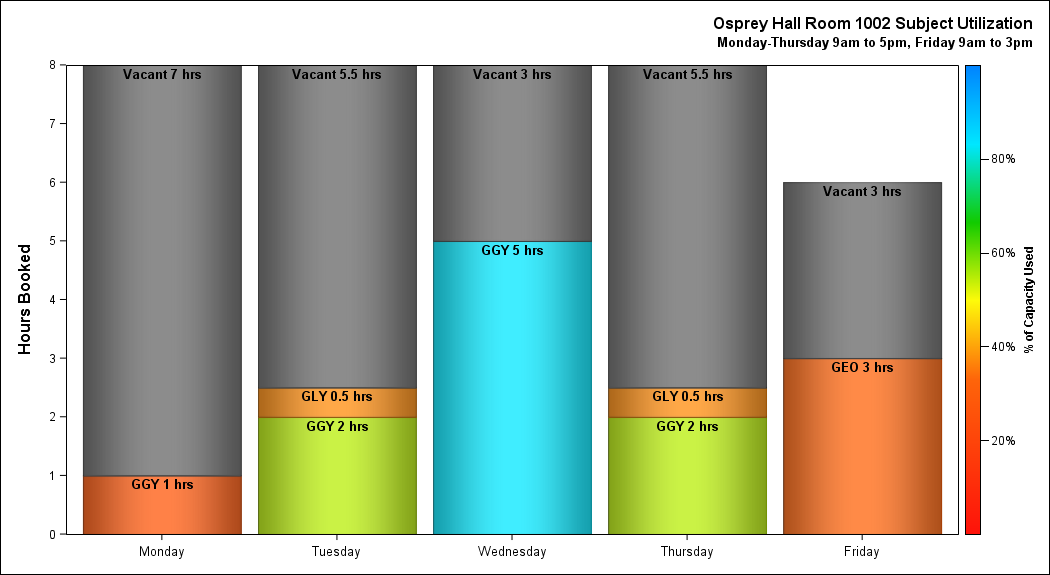 Osprey Hall Room 1002 Subject Utilization
Monday-Thursday 9am to 5pm, Friday 9am to 3pm
Hours Booked
8
7
6
5
4
3
2
1
0
Vacant 7 hrs
GGY 1 hrs
Vacant 5.5 hrs
GLY 0.5 hrs
GGY 2 hrs
Vacant 3 hrs
GGY 5 hrs
Vacant 5.5 hrs
GLY 0.5 hrs
GGY 2 hrs
Vacant 3 hrs
GEO 3 hrs
Monday
Tuesday
Wednesday
Thursday
Friday
80%
60%
40%
20%
% of Capacity Used